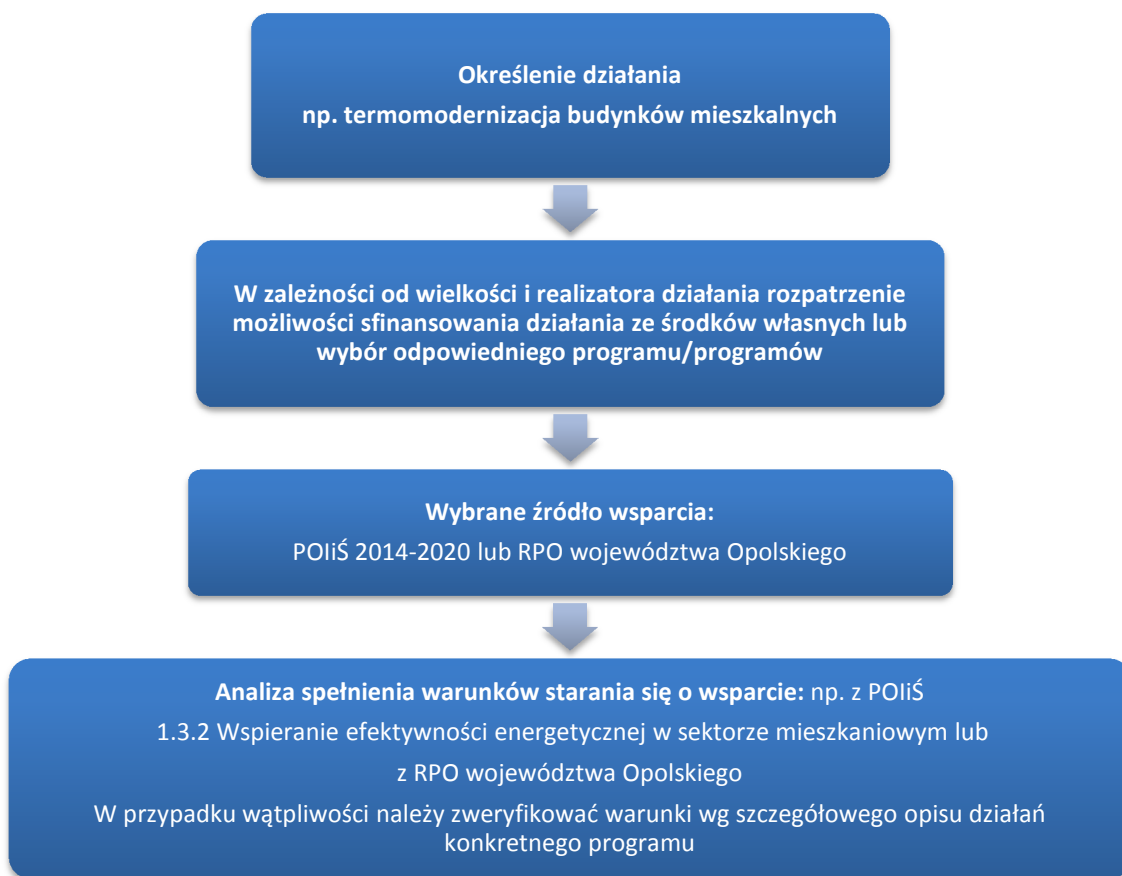 Określenie działania
np. termomodernizacja budynków mieszkalnych
W zależności od wielkości i realizatora działania rozpatrzenie
możliwości sfinansowania działania ze środków własnych lub
wybór odpowiedniego programu/programów
Wybrane źródło wsparcia:
POIiŚ 2014-2020 lub RPO województwa Opolskiego
Analiza spełnienia warunków starania się o wsparcie: np. z POIiŚ
1.3.2 Wspieranie efektywności energetycznej w sektorze mieszkaniowym lub
z RPO województwa Opolskiego
W przypadku wątpliwości należy zweryfikować warunki wg szczegółowego opisu działań
konkretnego programu